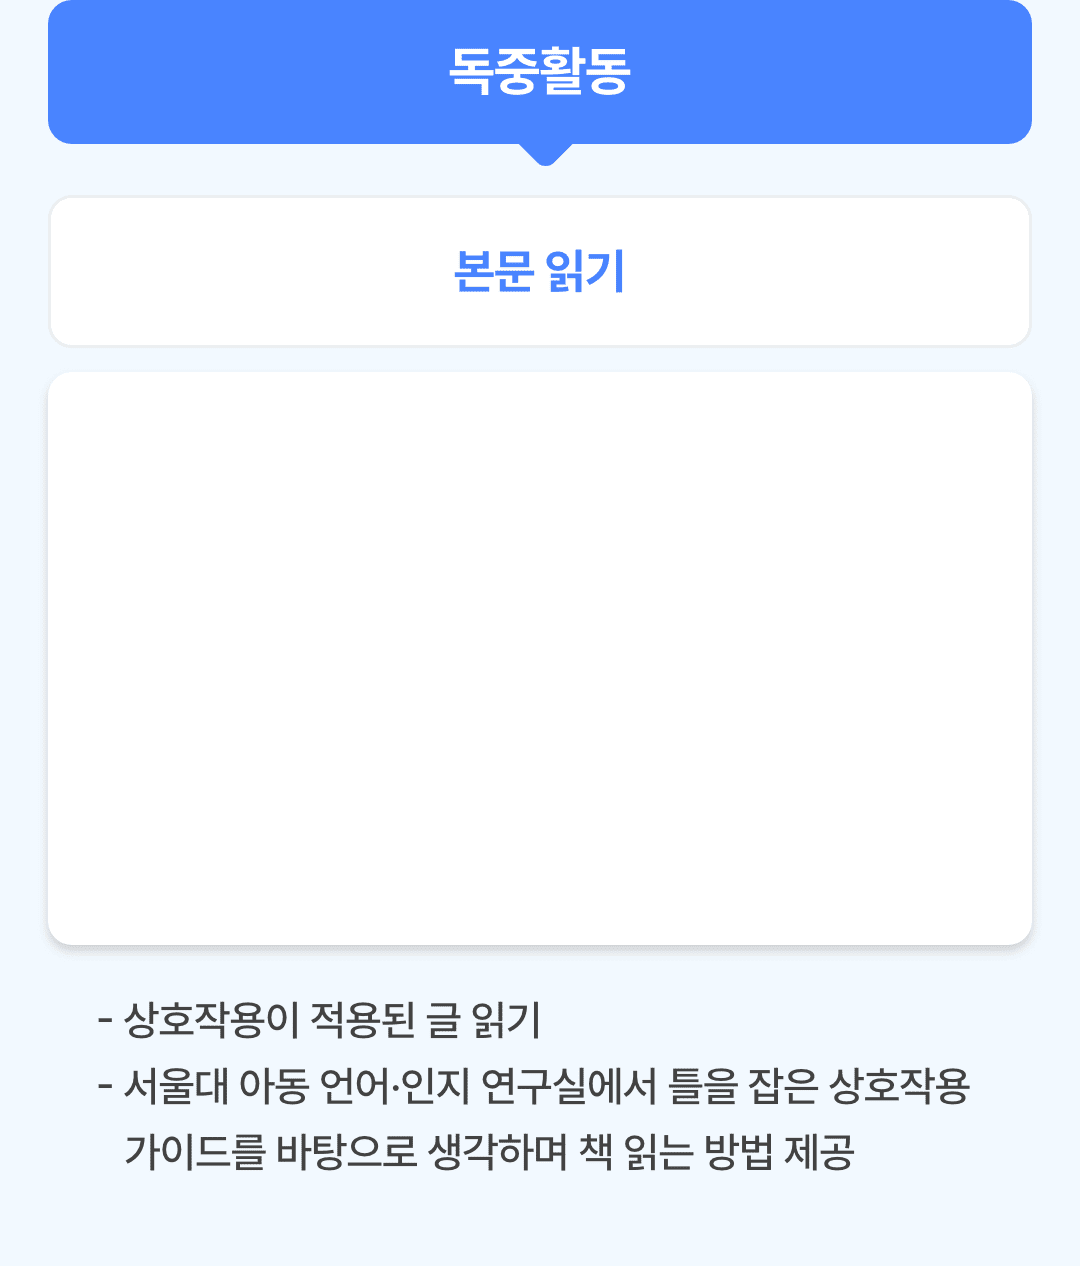 독중활동
본문 읽기
- 상호작용이 적용된 글 읽기
- 서울대 아동 언어·인지 연구실에서 틀을 잡은 상호작용
가이드를 바탕으로 생각하며 책 읽는 방법 제공